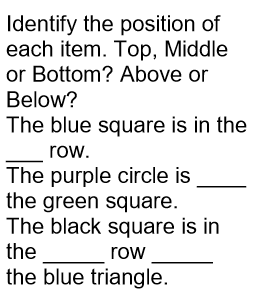 Identify the position of
each item. Top, Middle
or Bottom? Above or
Below?
The blue square is in the
___ row.
The purple circle is ____
the green square.
The black square is in
the _____ row _____
the blue triangle.